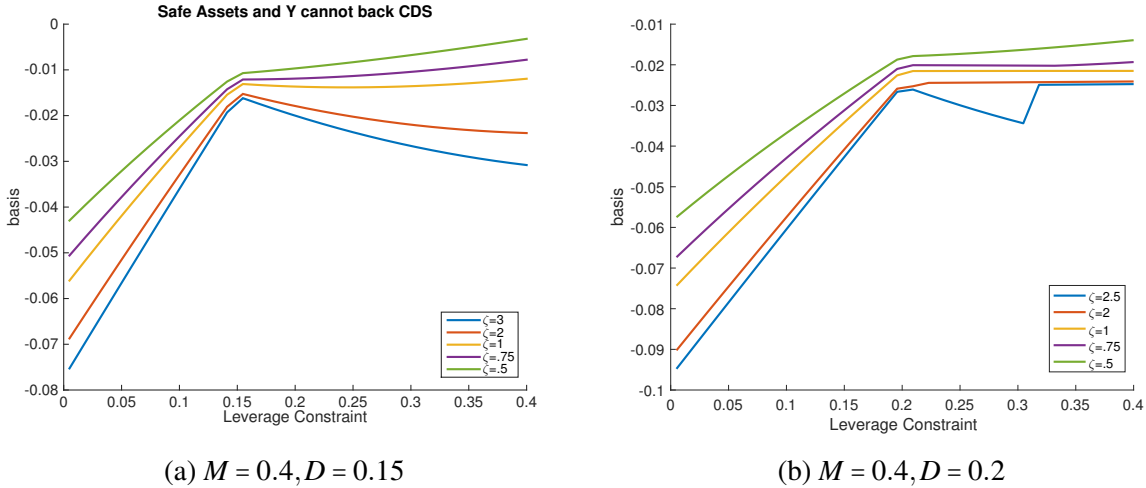 Safe Assets and Y cannot back CDS
0
-0.01
-0.02
-0.03
-0.04
-0.05
-0.06
-0.07
-0.08
basis
0
0.05
0.1
0.15
0.2
0.25
0.3
0.35
0.4
Leverage Constraint
ζ=3
ζ=2
ζ=1
ζ=.75
ζ=.5
(a) M = 0.4, D = 0.15
-0.01
-0.02
-0.03
-0.04
-0.05
-0.06
-0.07
-0.08
-0.09
-0.1
basis
0
0.05
0.1
0.15
0.2
0.25
0.3
0.35
0.4
Leverage Constraint
ζ=2.5
ζ=2
ζ=1
ζ=.75
ζ=.5
(b) M = 0.4, D = 0.2